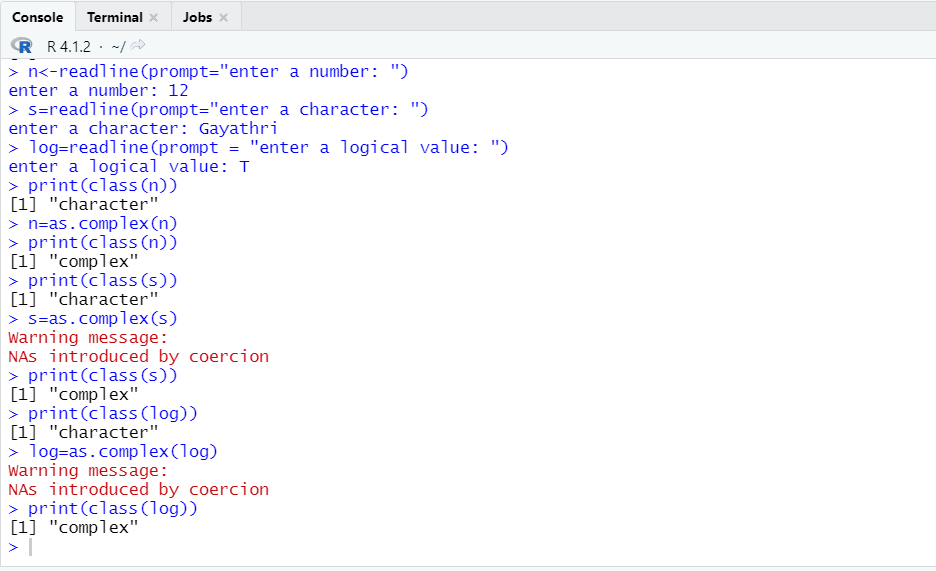 Console Terminal Jobs
R R 4.1.2 · ~/
> n<-readline(prompt="enter a number: ")
enter a number: 12
> s=readline(prompt="enter a character: ")
enter a character: Gayathri
> log=readline(prompt = "enter a logical value: ")
enter a logical value: T
> print(class(n))
[1] "character"
> n=as.complex(n)
> print(class(n))
[1] "complex"
> print(class(s))
[1] "character"
> s=as.complex(s)
Warning message:
NAs introduced by coercion
> print(class(s))
[1] "complex"
> print(class(log))
[1] "character"
> log=as.complex(log)
Warning message:
NAs introduced by coercion
> print(class(log))
[1] "complex"
>